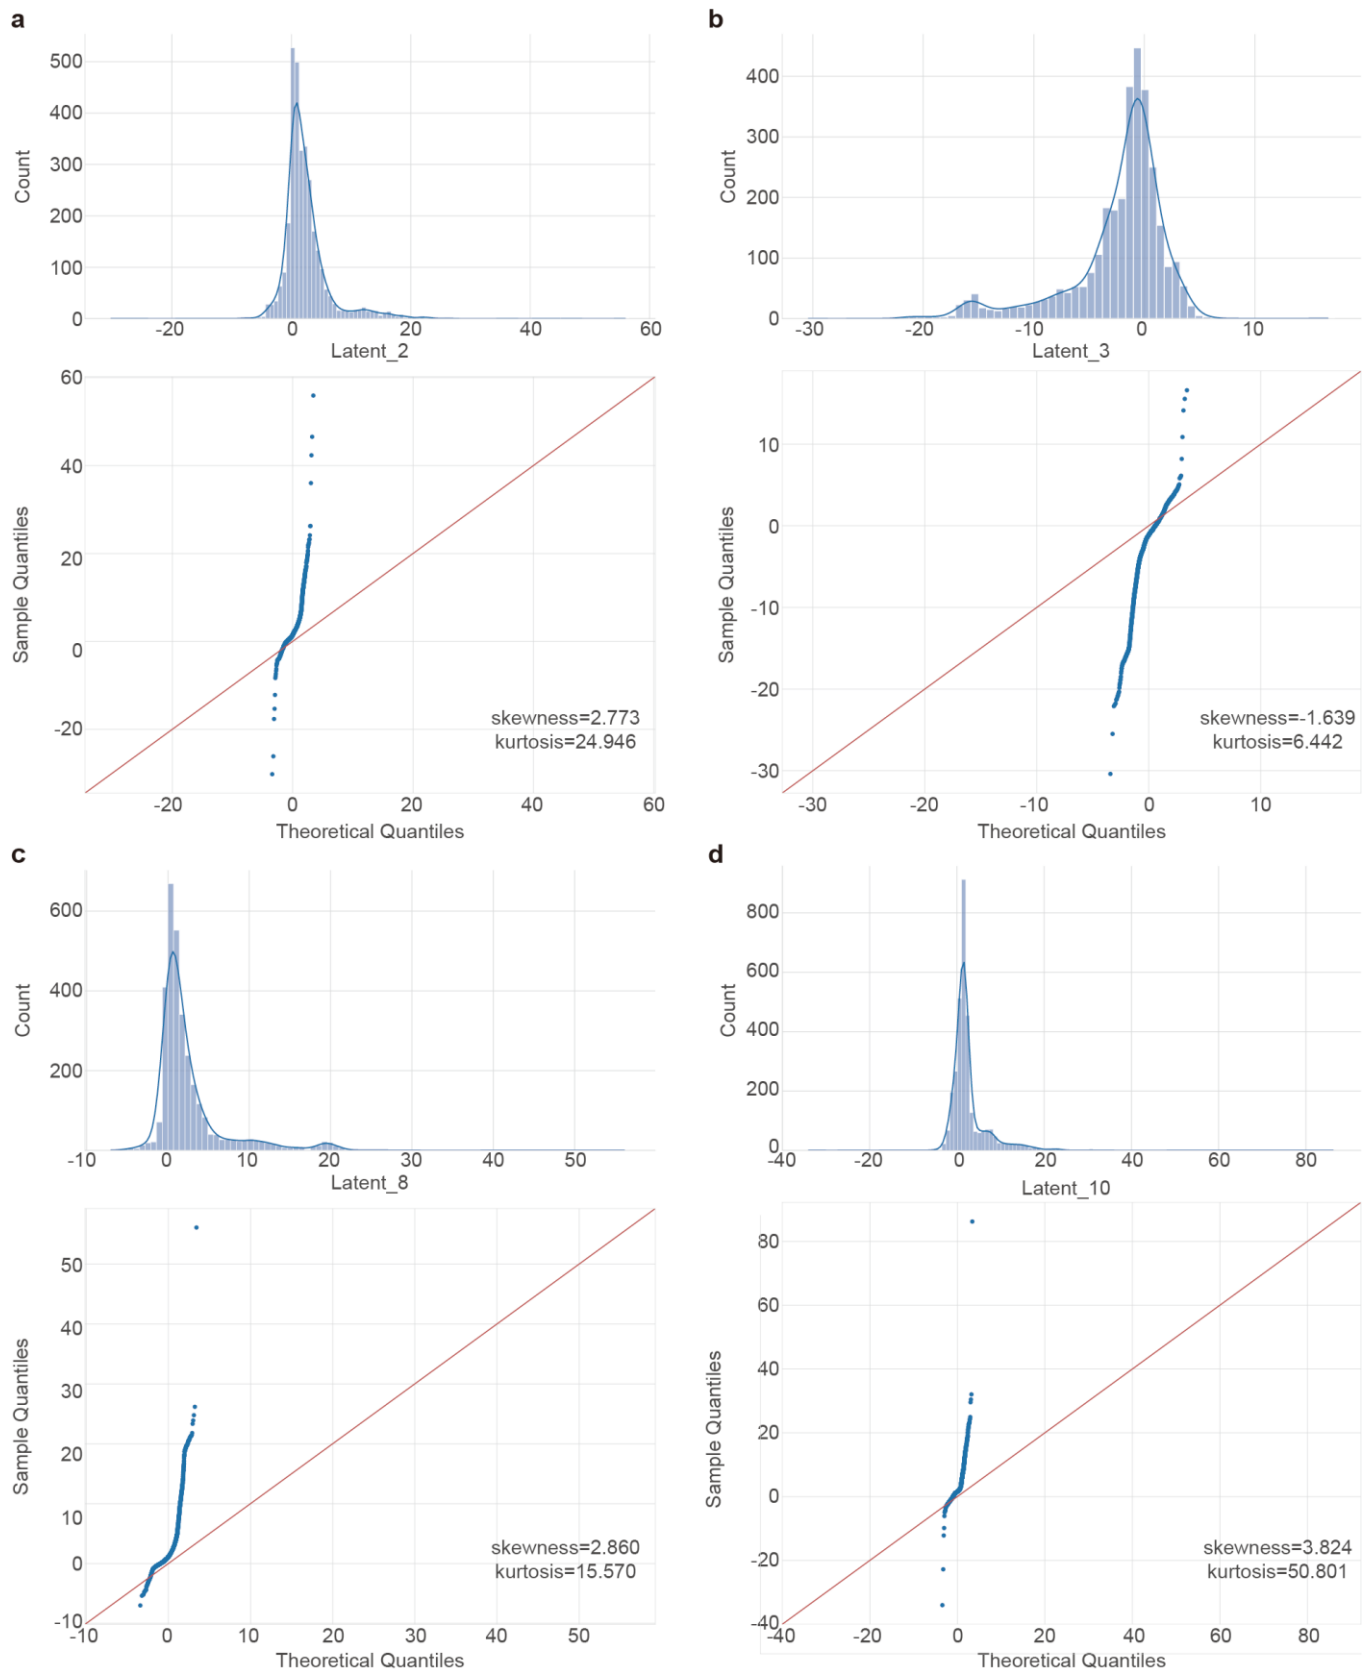 a
500
400
300
200
100
0
Count
-20 0 20 40 60
Latent_2
60
40
20
0
-20
Sample Quantiles
skewness=2.773
kurtosis=24.946
-20 0 20 40 60
Theoretical Quantiles
b
400
300
200
100
0
Count
-30 -20 -10 0 10
Latent_3
10
0
-10
-20
-30
Sample Quantiles
skewness=-1.639
kurtosis=6.442
-30 -20 -10 0 10
Theoretical Quantiles
c
600
400
200
Count
-10 0 10 20 30 40 50
Latent_8
50
40
30
20
10
0
-10
Sample Quantiles
skewness=2.860
kurtosis=15.570
-10 0 10 20 30 40 50
Theoretical Quantiles
d
800
600
400
200
0
Count
-40 -20 0 20 40 60 80
Latent_10
80
60
40
20
0
-20
-40
Sample Quantiles
skewness=3.824
kurtosis=50.801
-40 -20 0 20 40 60 80
Theoretical Quantiles